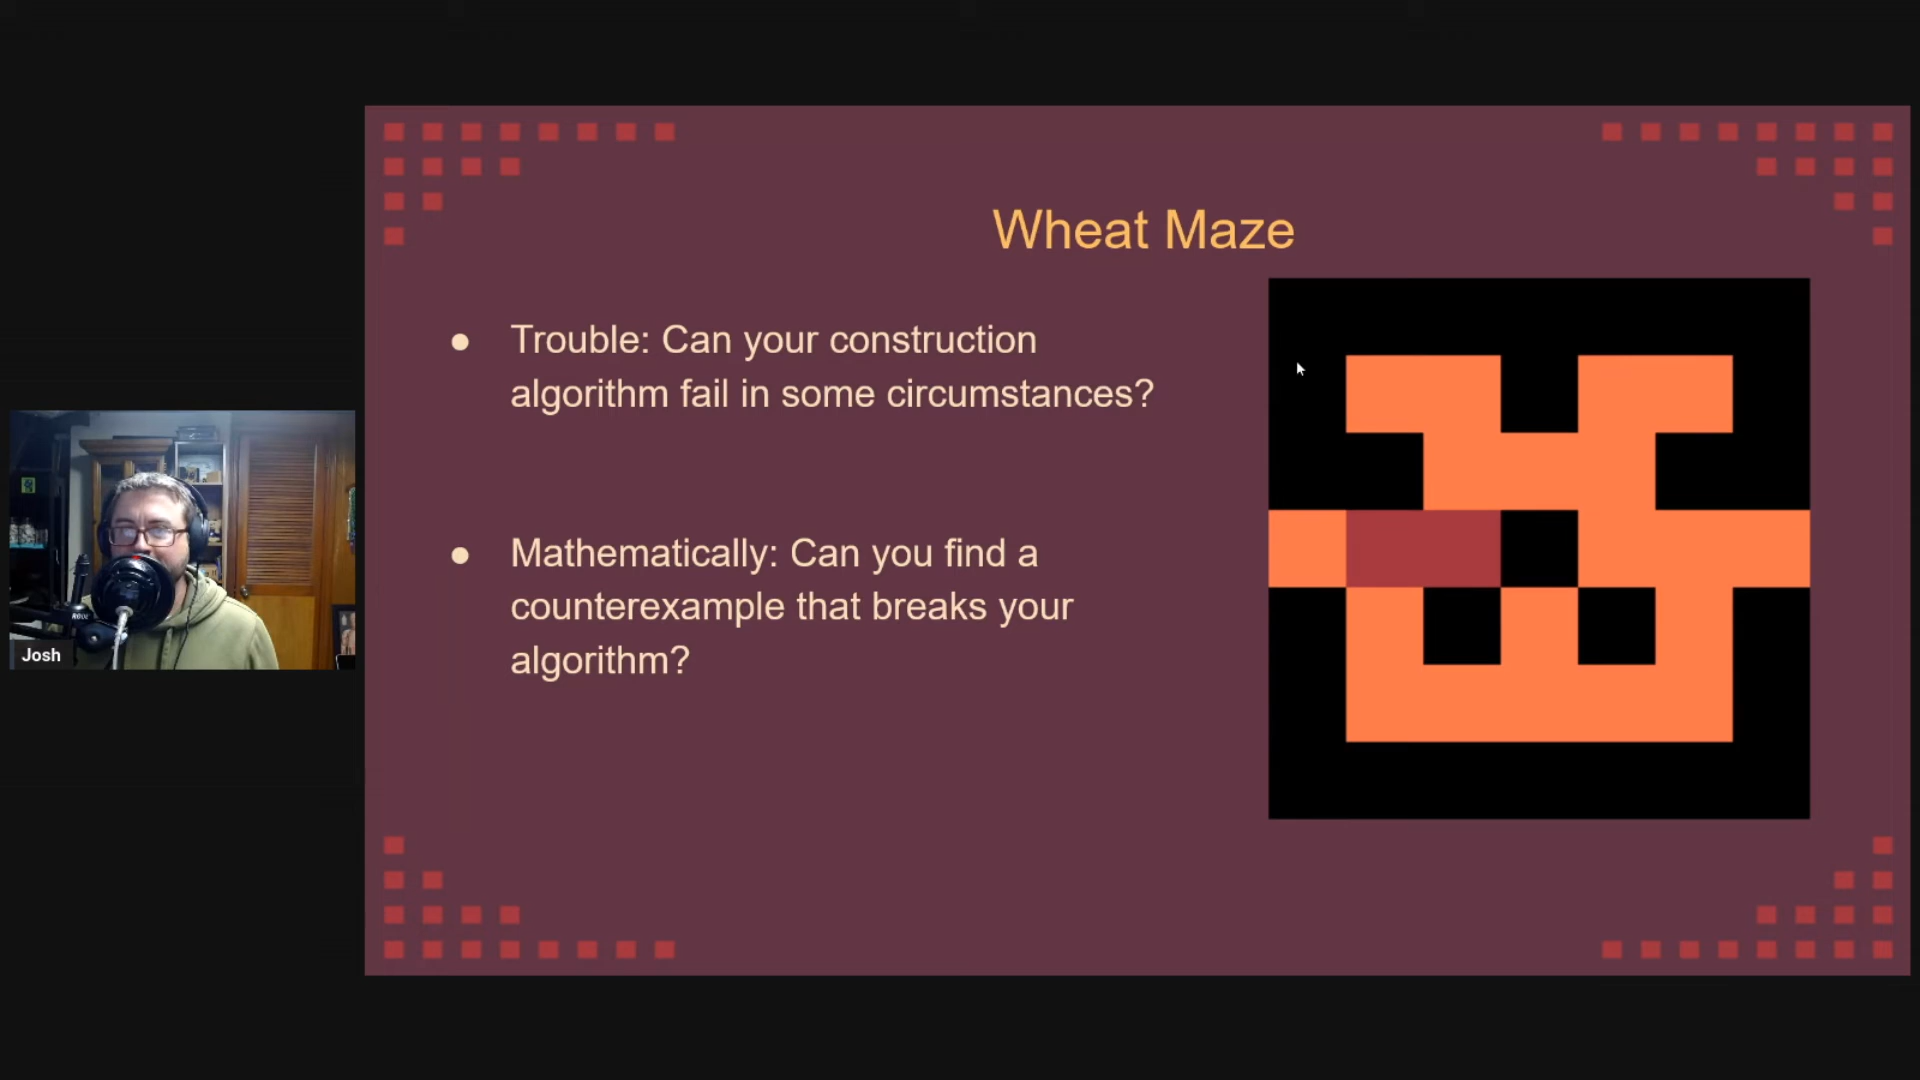 Wheat Maze
● Trouble: Can your construction
algorithm fail in some circumstances?
● Mathematically: Can you find a
counterexample that breaks your
algorithm?
RODE
Josh